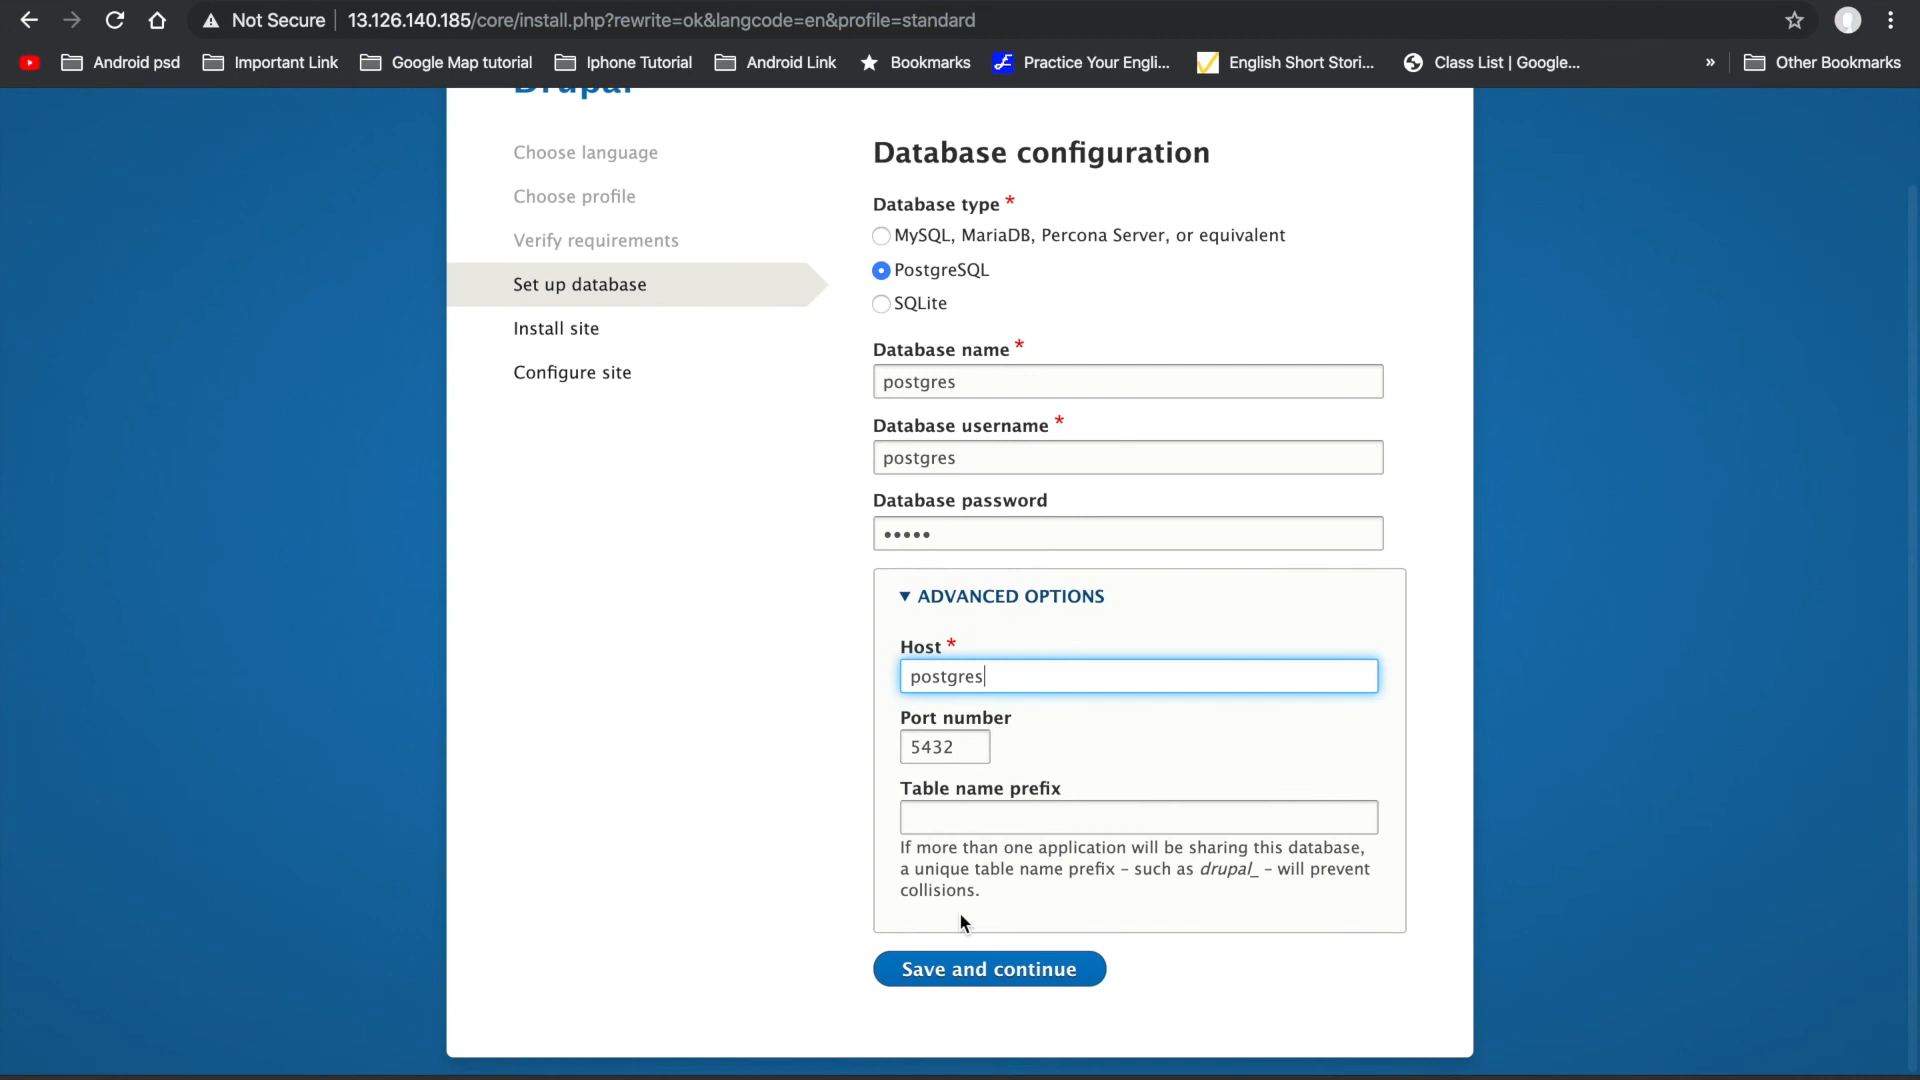 Not Secure
13.126.140.185/core/install.php?rewrite=ok&langcode=en&profile=standard
Android psd
Important Link
Google Map tutorial
Iphone Tutorial
Android Link
Bookmarks
Practice Your Engli...
English Short Stori...
Class List | Google...
»
Other Bookmarks
Drupal
Choose language
Choose profile
Verify requirements
Set up database
Install site
Configure site
Database configuration
Database type *
MySQL, MariaDB, Percona Server, or equivalent
PostgreSQL
SQLite
Database name *
postgres
Database username *
postgres
Database password
•••••
▼ ADVANCED OPTIONS
Host *
postgres
Port number
5432
Table name prefix
If more than one application will be sharing this database,
a unique table name prefix – such as drupal_ – will prevent
collisions.
Save and continue